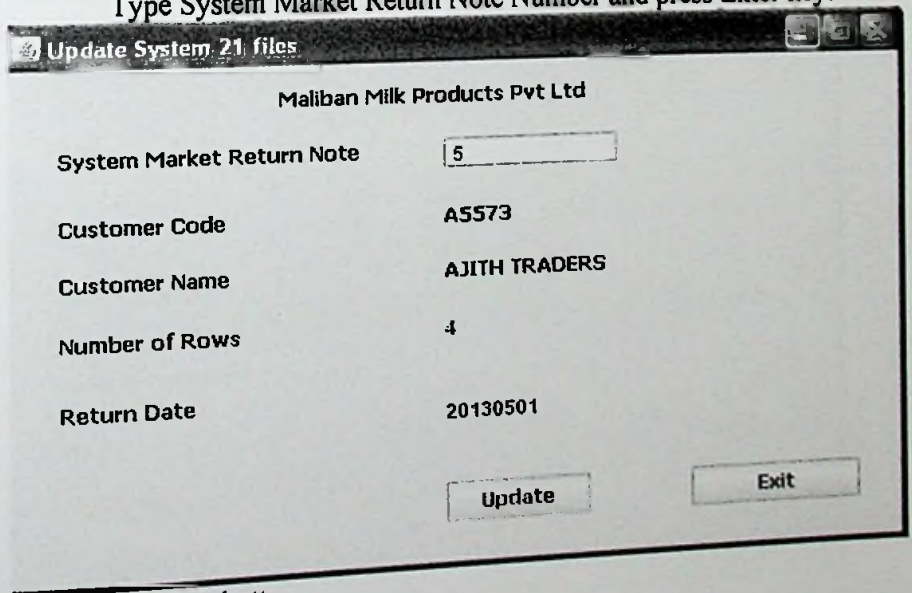 Type System Market Return Note Number and press Enter key.
Update System 21 files
Maliban Milk Products Pvt Ltd
System Market Return Note 5
Customer Code A5573
Customer Name AJITH TRADERS
Number of Rows 4
Return Date 20130501
Update Exit